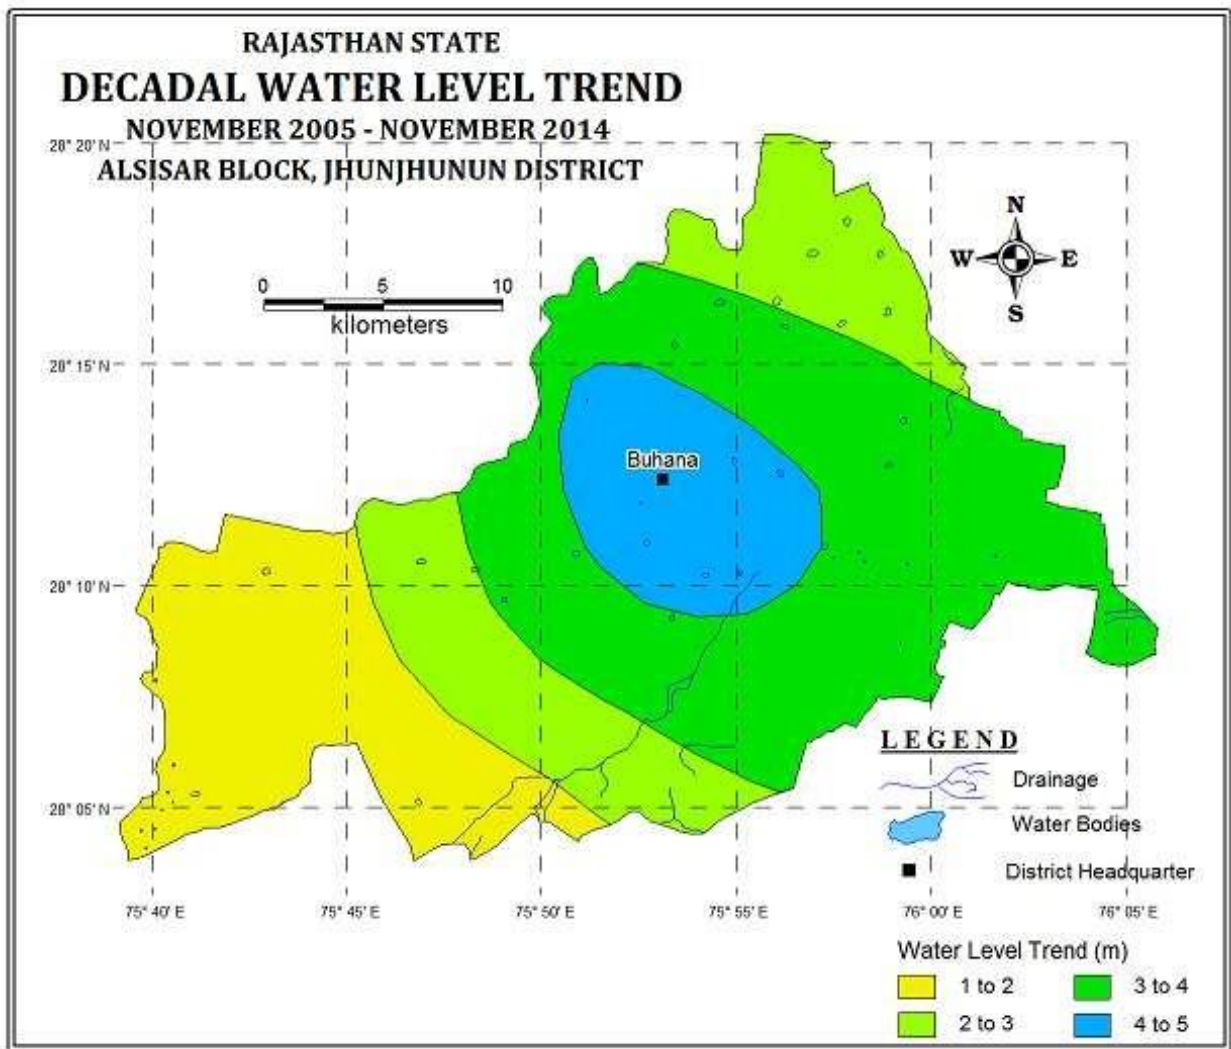 RAJASTHAN STATE
DECADAL WATER LEVEL TREND
NOVEMBER 2005 - NOVEMBER 2014
ALSISAR BLOCK, JHUNJHUNUN DISTRICT
28° 20' N
N
W E
S
0 5 10
kilometers
28° 15' N
Buhana
28° 10' N
LEGEND
Drainage
28° 05' N
Water Bodies
District Headquarter
75° 40' E 75° 45' E 75° 50' E 75° 55' E 76° 00' E 76° 05' E
Water Level Trend (m)
1 to 2 3 to 4
2 to 3 4 to 5